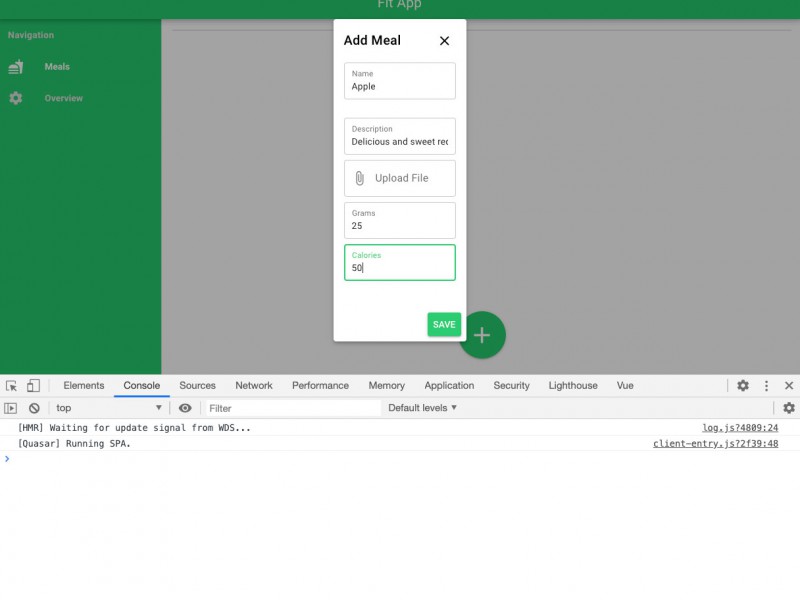 Fit App
Navigation
Meals
Overview
Add Meal
Name
Apple
Description
Delicious and sweet red
Upload File
Grams
25
Calories
50
SAVE
Elements Console Sources Network Performance Memory Application Security Lighthouse Vue
top Filter Default levels
[HMR] Waiting for update signal from WDS... log.js?4809:24
[Quasar] Running SPA. client-entry.js?2f39:48